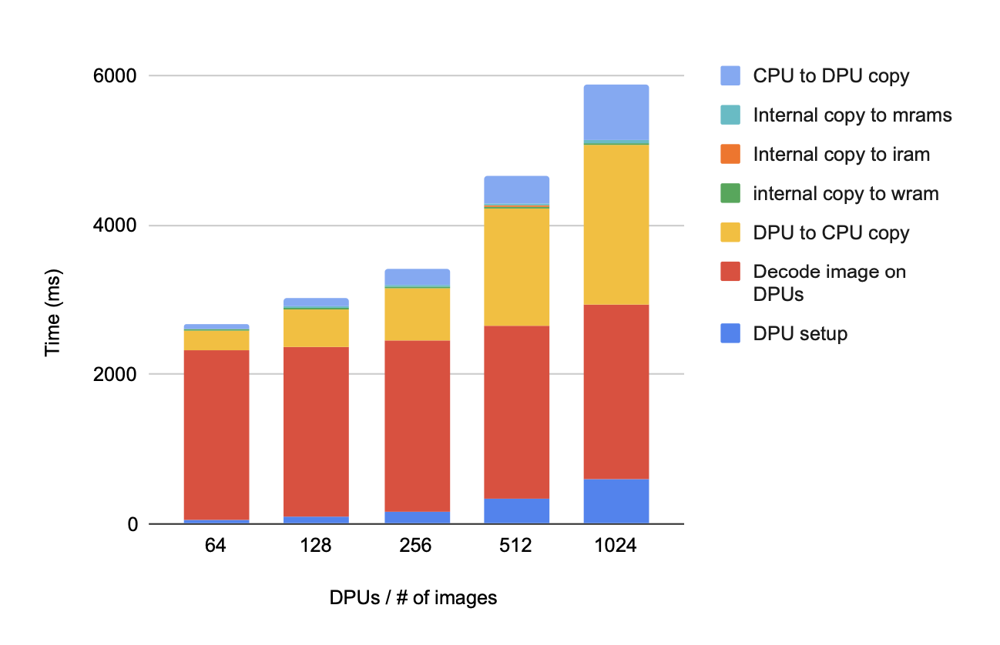 6000
4000
2000
0
Time (ms)
64
128
256
512
1024
DPUs / # of images
CPU to DPU copy
Internal copy to mrams
Internal copy to iram
internal copy to wram
DPU to CPU copy
Decode image on
DPUs
DPU setup